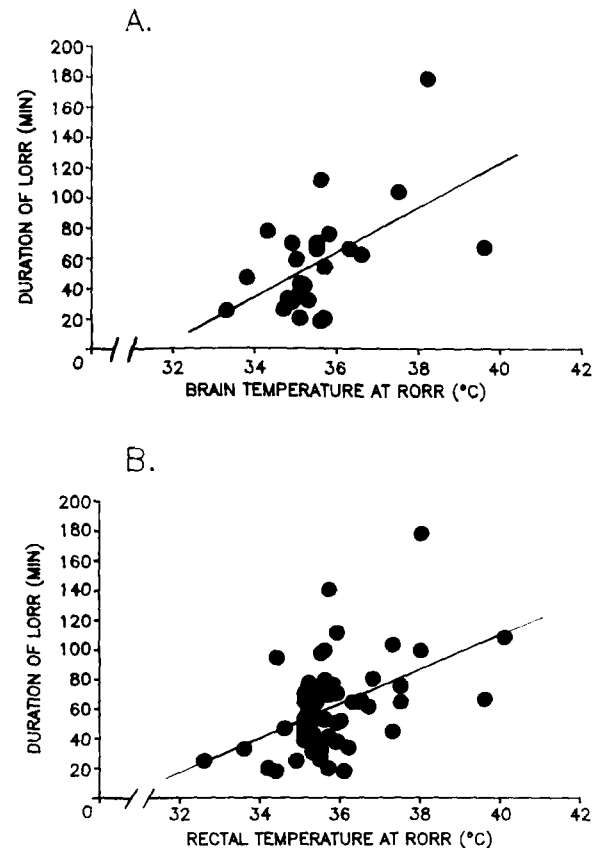 A.
DURATION OF LORR (MIN)
200
180
160
140
120
100
80
60
40
20
0
32 34 36 38 40 42
BRAIN TEMPERATURE AT RORR (°C)
B.
DURATION OF LORR (MIN)
200
180
160
140
120
100
80
60
40
20
0
32 34 36 38 40 42
RECTAL TEMPERATURE AT RORR (°C)